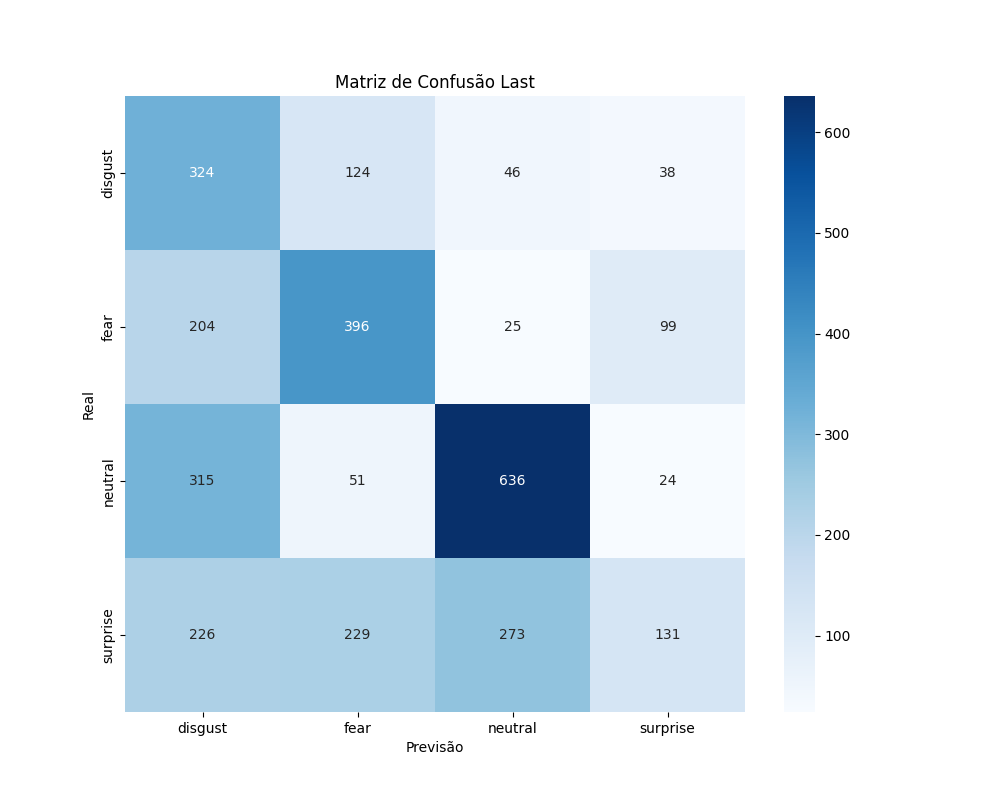 Matriz de Confusão Last
disgust 324 124 46 38
fear 204 396 25 99
neutral 315 51 636 24
surprise 226 229 273 131
disgust fear neutral surprise
Real
Previsão
600
500
400
300
200
100